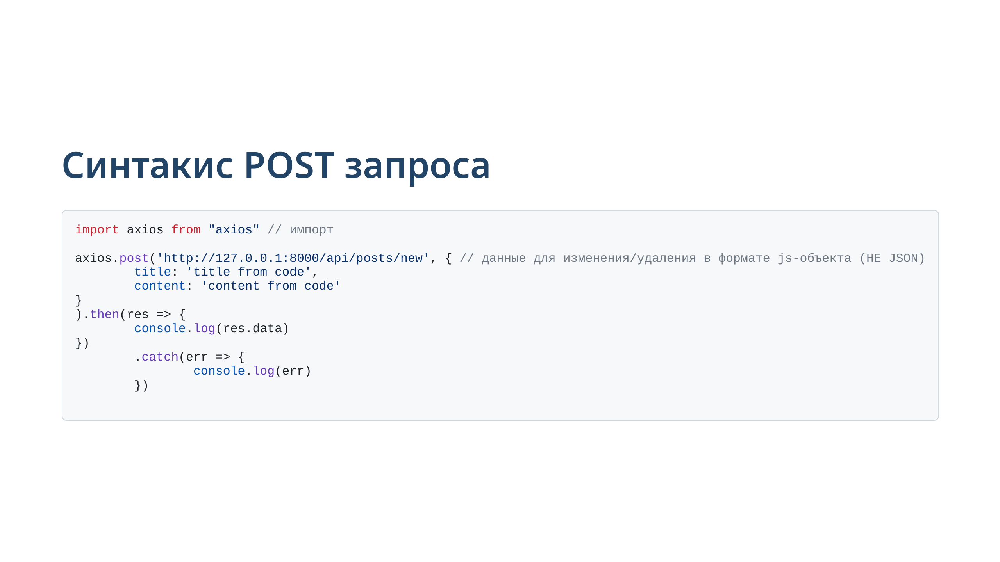 Синтакис POST запроса
import axios from "axios" // импорт
axios.post('http://127.0.0.1:8000/api/posts/new', { // данные для изменения/удаления в формате js-объекта (НЕ JSON)
        title: 'title from code',
        content: 'content from code'
}
).then(res => {
        console.log(res.data)
})
        .catch(err => {
                console.log(err)
        })